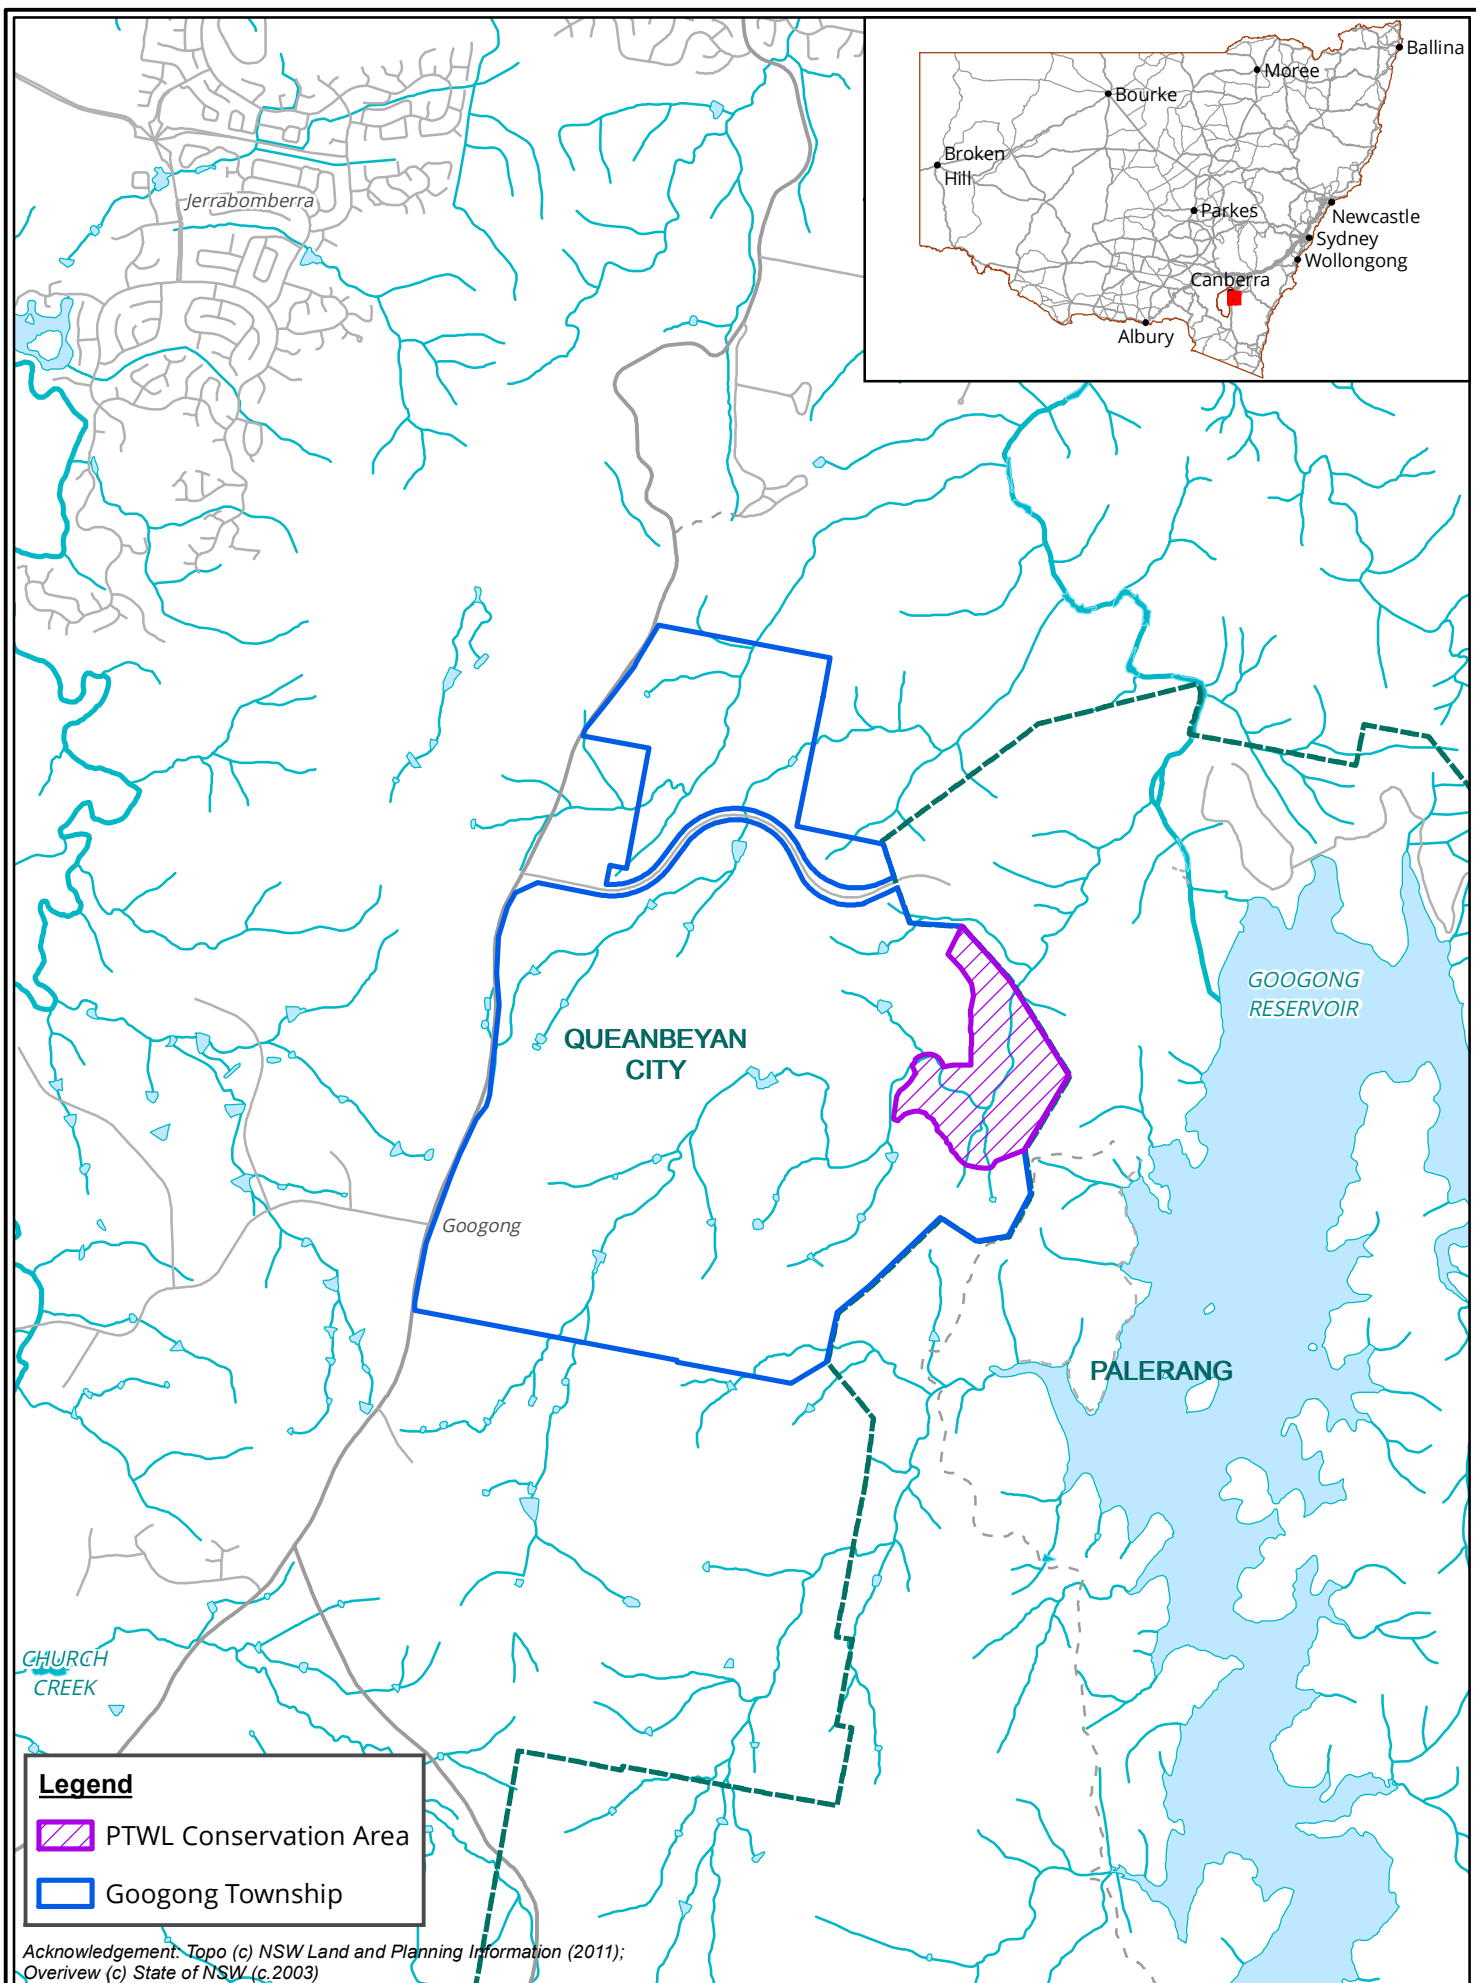 Ballina
Moree
Bourke
Broken
Hill
Parkes
Newcastle
Sydney
Wollongong
Canberra
Albury
Jerrabomberra
GOOGONG
RESERVOIR
QUEANBEYAN
CITY
Googong
PALERANG
CHURCH
CREEK
Legend
PTWL Conservation Area
Googong Township
Acknowledgement: Topo (c) NSW Land and Planning Information (2011);
Overivew (c) State of NSW (c.2003)